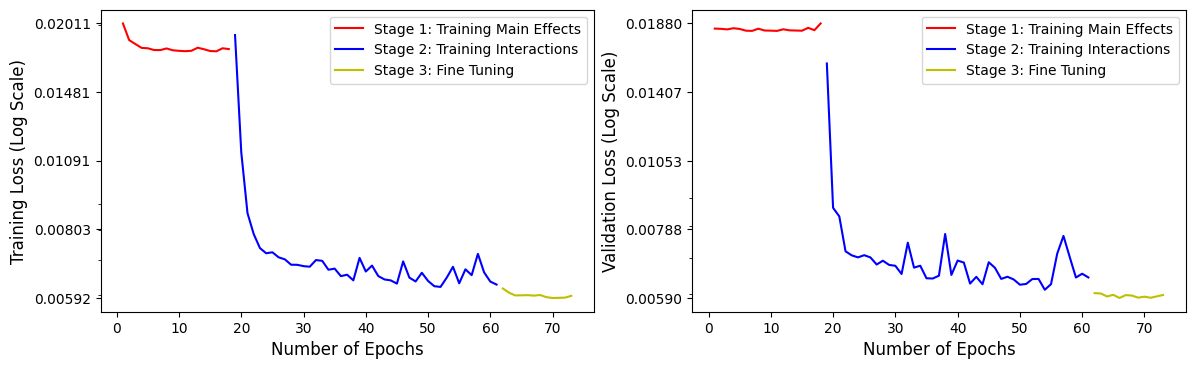 Training Loss (Log Scale)
0.02011
0.01481
0.01091
0.00803
0.00592
0 10 20 30 40 50 60 70
Number of Epochs
Stage 1: Training Main Effects
Stage 2: Training Interactions
Stage 3: Fine Tuning
Validation Loss (Log Scale)
0.01880
0.01407
0.01053
0.00788
0.00590
0 10 20 30 40 50 60 70
Number of Epochs
Stage 1: Training Main Effects
Stage 2: Training Interactions
Stage 3: Fine Tuning